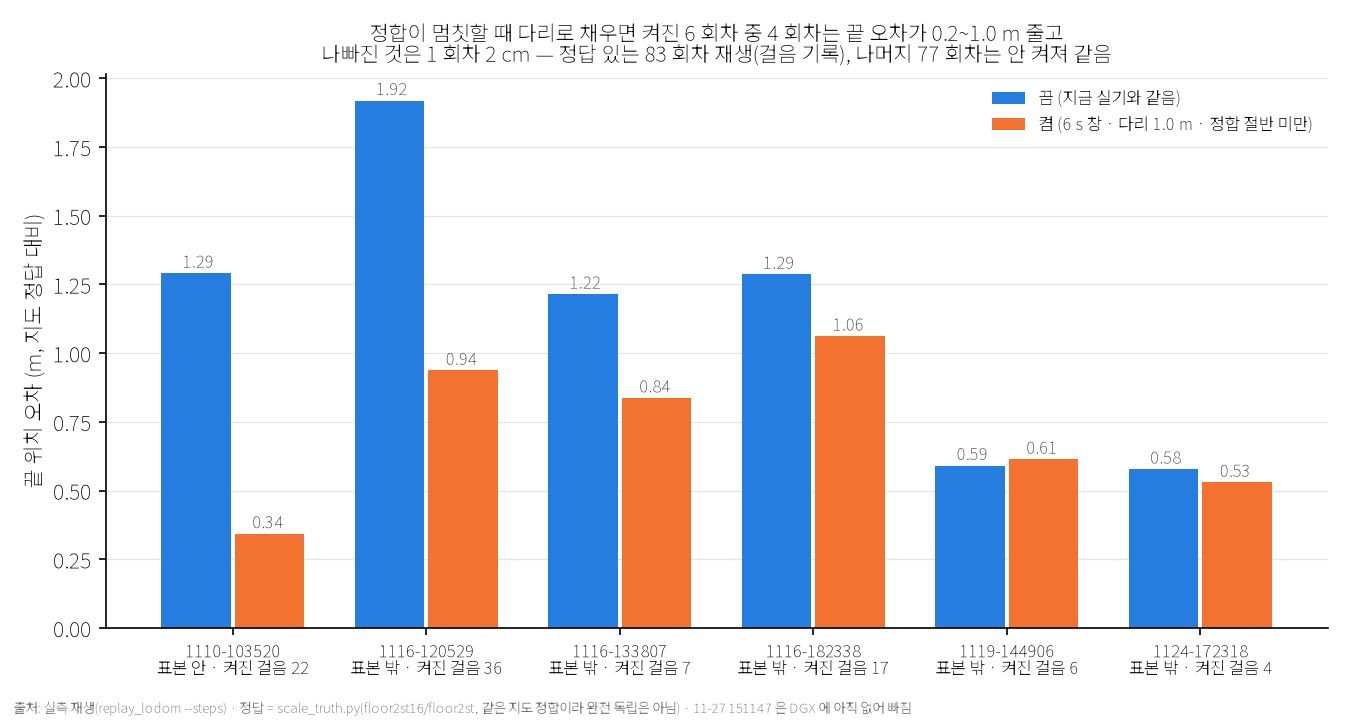 정합이 멈칫할 때 다리로 채우면 켜진 6 회차 중 4 회차는 끝 오차가 0.2~1.0 m 줄고
나빠진 것은 1 회차 2 cm — 정답 있는 83 회차 재생(걸음 기록), 나머지 77 회차는 안 켜져 같음
끔 (지금 실기와 같음)
켬 (6 s 창 · 다리 1.0 m · 정합 절반 미만)
끝 위치 오차 (m, 지도 정답 대비)
2.00
1.75
1.50
1.25
1.00
0.75
0.50
0.25
0.00
1.29
0.34
1.92
0.94
1.22
0.84
1.29
1.06
0.59
0.61
0.58
0.53
1110-103520
표본 안 · 켜진 걸음 22
1116-120529
표본 밖 · 켜진 걸음 36
1116-133807
표본 밖 · 켜진 걸음 7
1116-182338
표본 밖 · 켜진 걸음 17
1119-144906
표본 밖 · 켜진 걸음 6
1124-172318
표본 밖 · 켜진 걸음 4
출처: 실측 재생(replay_lodom --steps) · 정답 = scale_truth.py(floor2st16/floor2st, 같은 지도 정합이라 완전 독립은 아님) · 11-27 151147 은 DGX 에 아직 없어 빠짐